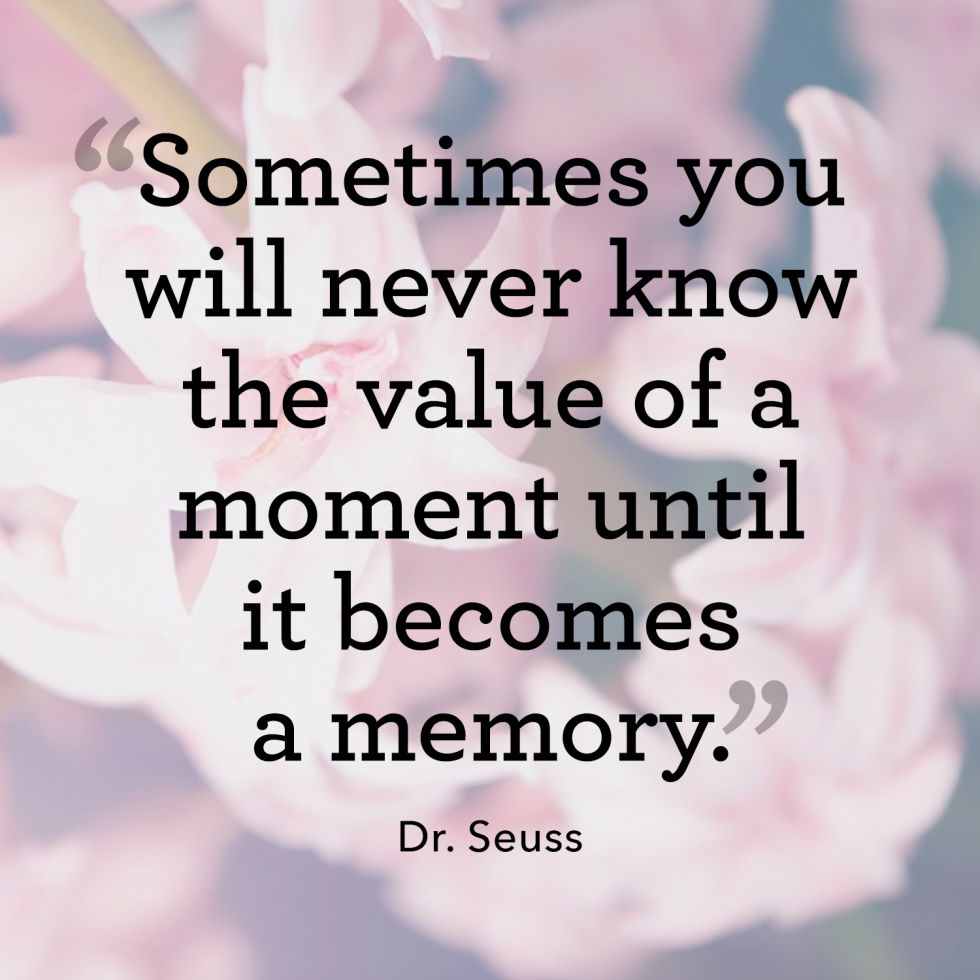 “Sometimes you
will never know
the value of a
moment until
it becomes
a memory.”
Dr. Seuss